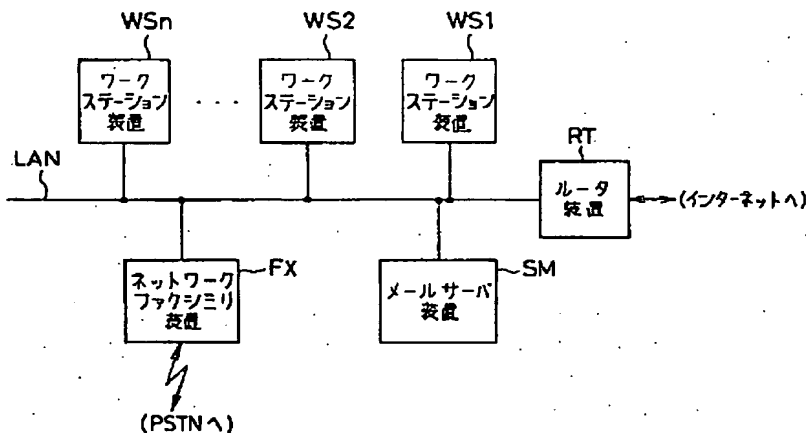 WSn
WS2
WS1
ワーク
ステーション
装置
・・・
ワーク
ステーション
装置
ワーク
ステーション
装置
LAN
RT
ルータ
装置
(インターネットへ)
ネットワーク
ファクシミリ
装置
FX
メールサーバ
装置
SM
(PSTNへ)